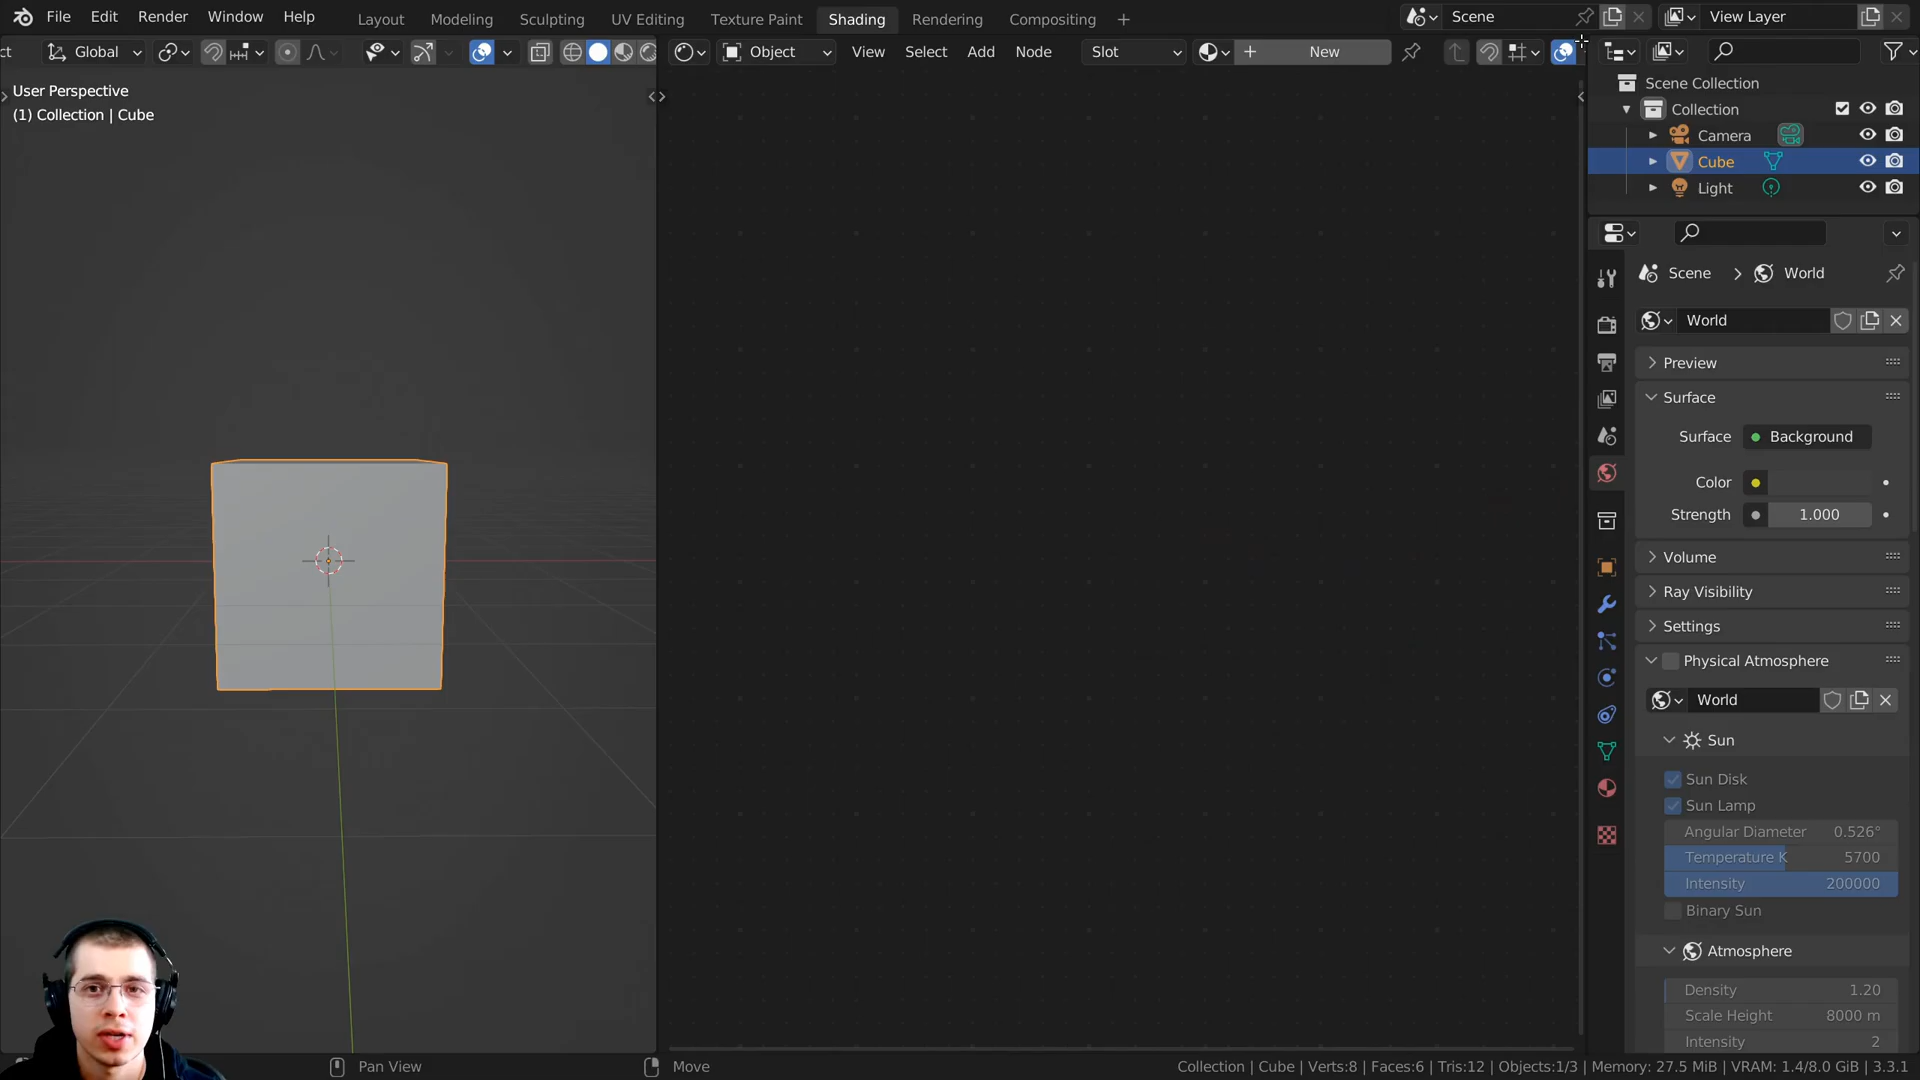 File Edit Render Window Help Layout Modeling Sculpting UV Editing Texture Paint Shading Rendering Compositing + Scene View Layer
ct Global Object View Select Add Node Slot New
User Perspective
(1) Collection | Cube
Scene Collection
Collection
Camera
Cube
Light
Scene > World
World
Preview
Surface
Surface Background
Color
Strength 1.000
Volume
Ray Visibility
Settings
Physical Atmosphere
World
Sun
Sun Disk
Sun Lamp
Angular Diameter 0.526°
Temperature K 5700
Intensity 200000
Binary Sun
Atmosphere
Density 1.20
Scale Height 8000 m
Intensity 2
Pan View Move Collection | Cube | Verts:8 | Faces:6 | Tris:12 | Objects:1/3 | Memory: 27.5 MiB | VRAM: 1.4/8.0 GiB | 3.3.1